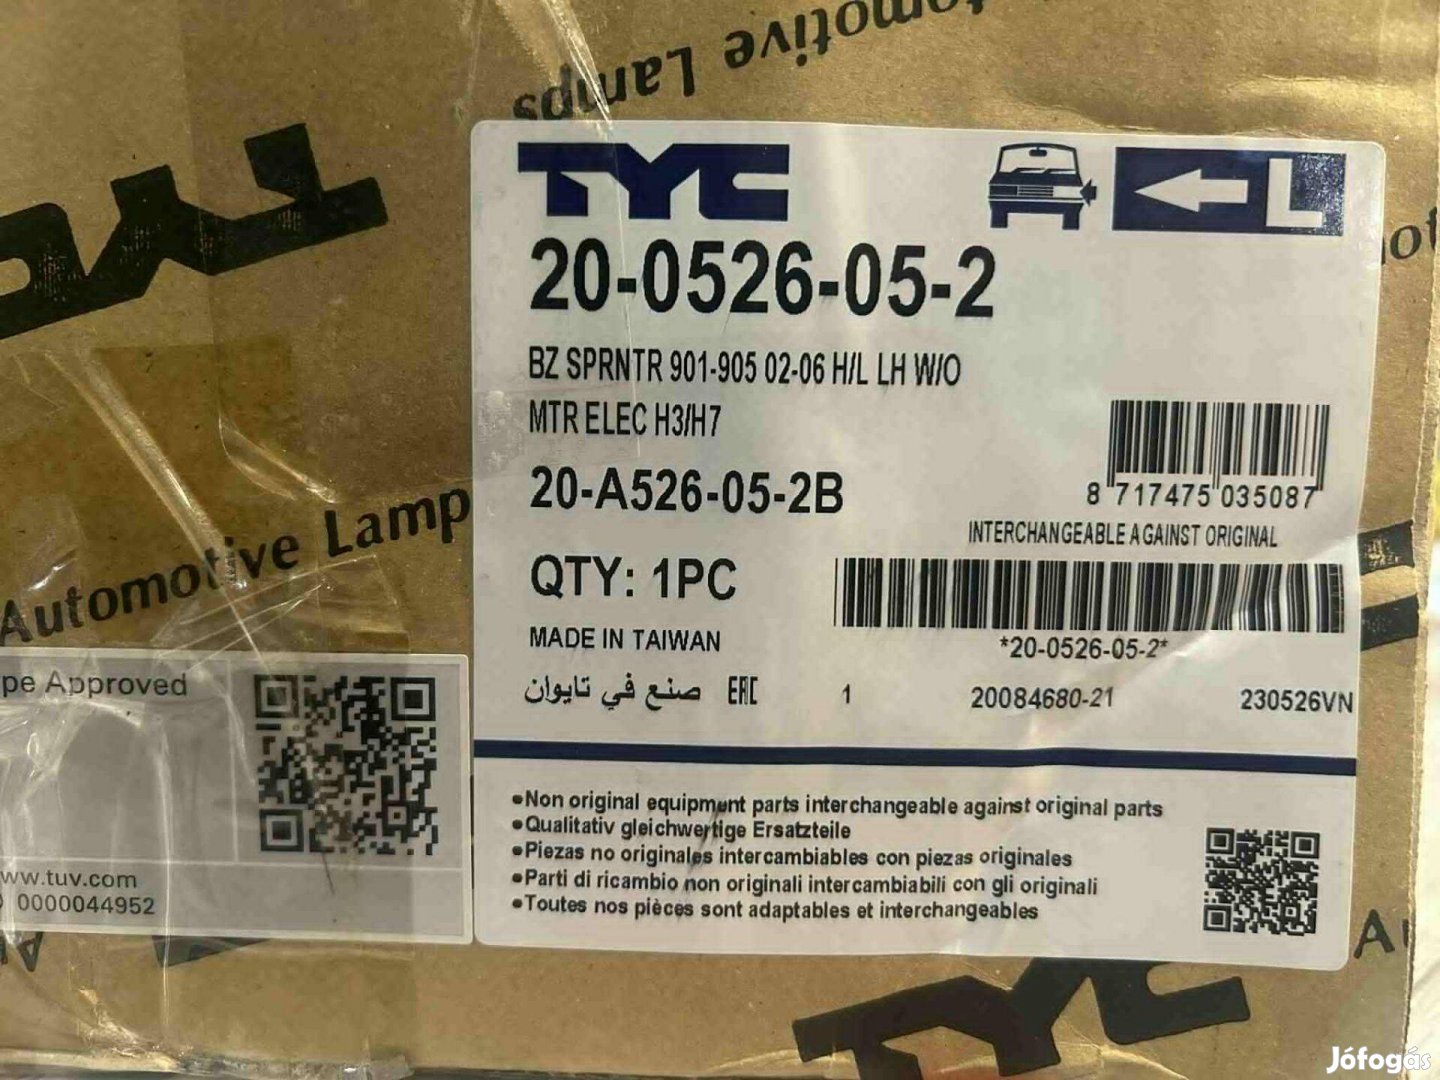 Automotive Lamps
TYC
L
20-0526-05-2
BZ SPRNTR 901-905 02-06 H/L LH W/O
MTR ELEC H3/H7
20-A526-05-2B
8 717475 035087
INTERCHANGEABLE AGAINST ORIGINAL
QTY: 1PC
*20-0526-05-2*
MADE IN TAIWAN
صنع في تايوان EAC 1 20084680-21 230526VN
•Non original equipment parts interchangeable against original parts
•Qualitativ gleichwertige Ersatzteile
•Piezas no originales intercambiables con piezas originales
•Parti di ricambio non originali intercambiabili con gli originali
•Toutes nos pièces sont adaptables et interchangeables
TYC
Automotive Lamp
pe Approved
ww.tuv.com
0000044952
TYC
Jófogás